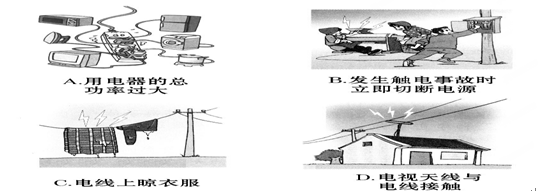 A.用电器的总
功率过大
B.发生触电事故时
立即切断电源
C.电线上晾衣服
D.电视天线与
电线接触